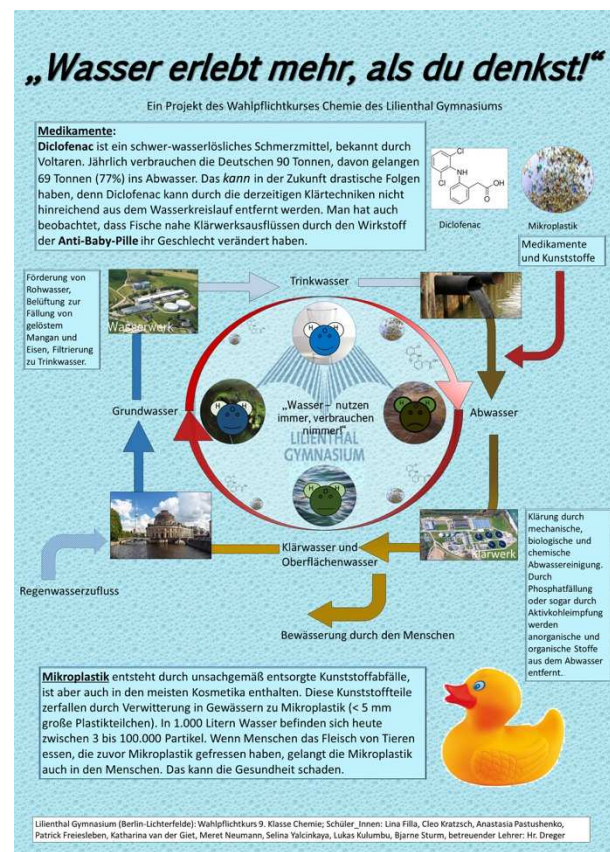 „Wasser erlebt mehr, als du denkst!“
Ein Projekt des Wahlpflichtkurses Chemie des Lilienthal Gymnasiums
Medikamente:
Diclofenac ist ein schwer-wasserlösliches Schmerzmittel, bekannt durch
Voltaren. Jährlich verbrauchen die Deutschen 90 Tonnen, davon gelangen
69 Tonnen (77%) ins Abwasser. Das kann in der Zukunft drastische Folgen
haben, denn Diclofenac kann durch die derzeitigen Klärtechniken nicht
hinreichend aus dem Wasserkreislauf entfernt werden. Man hat auch
beobachtet, dass Fische nahe Klärwerksausflüssen durch den Wirkstoff
der Anti-Baby-Pille ihr Geschlecht verändert haben.
Cl
NH
Cl
O
OH
Diclofenac
Mikroplastik
Medikamente
und Kunststoffe
Förderung von
Rohwasser,
Belüftung zur
Fällung von
gelöstem
Mangan und
Eisen, Filtrierung
zu Trinkwasser.
Wasserwerk
Trinkwasser
Grundwasser
H O H
H O H
H O H
H O H
„Wasser – nutzen
immer, verbrauchen
nimmer!“
LILIENTHAL
GYMNASIUM
Abwasser
Klärwerk
Klärung durch
mechanische,
biologische und
chemische
Abwassereinigung.
Durch
Phosphatfällung
oder sogar durch
Aktivkohleimpfung
werden
anorganische und
organische Stoffe
aus dem Abwasser
entfernt.
Klärwasser und
Oberflächenwasser
Regenwasserzufluss
Bewässerung durch den Menschen
Mikroplastik entsteht durch unsachgemäß entsorgte Kunststoffabfälle,
ist aber auch in den meisten Kosmetika enthalten. Diese Kunststoffteile
zerfallen durch Verwitterung in Gewässern zu Mikroplastik (< 5 mm
große Plastikteilchen). In 1.000 Litern Wasser befinden sich heute
zwischen 3 bis 100.000 Partikel. Wenn Menschen das Fleisch von Tieren
essen, die zuvor Mikroplastik gefressen haben, gelangt die Mikroplastik
auch in den Menschen. Das kann die Gesundheit schaden.
Lilienthal Gymnasium (Berlin-Lichterfelde): Wahlpflichtkurs 9. Klasse Chemie; Schüler_Innen: Lina Filla, Cleo Kratzsch, Anastasia Pastushenko,
Patrick Freiesleben, Katharina van der Giet, Meret Neumann, Selina Yalcinkaya, Lukas Kulumbu, Bjarne Sturm, betreuender Lehrer: Hr. Dreger